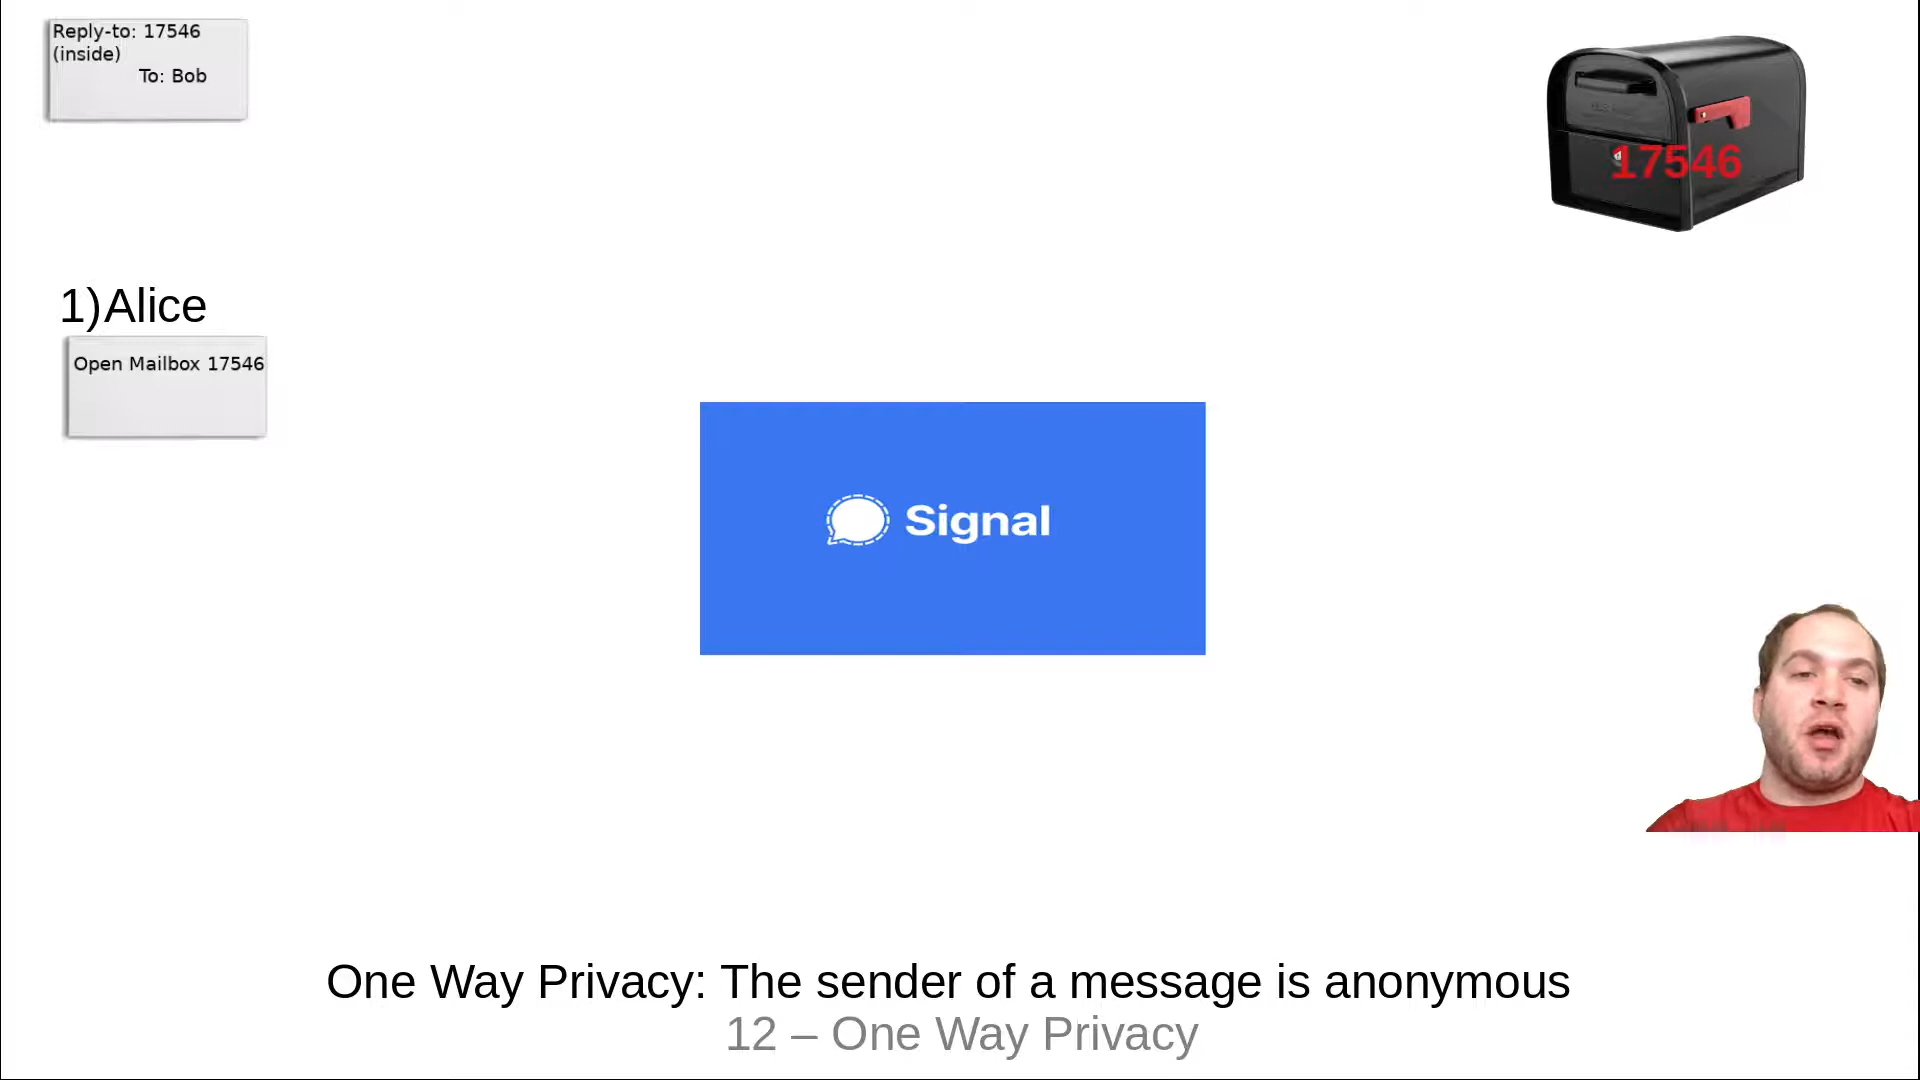 Reply-to: 17546
(inside)
To: Bob
17546
1)Alice
Open Mailbox 17546
Signal
One Way Privacy: The sender of a message is anonymous
12 – One Way Privacy